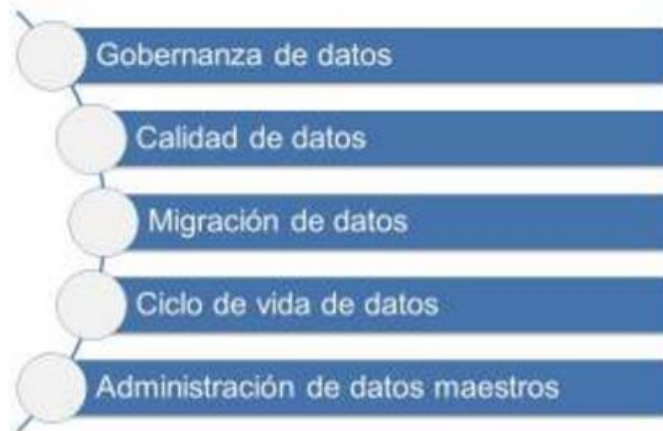 Gobernanza de datos
Calidad de datos
Migración de datos
Ciclo de vida de datos
Administración de datos maestros